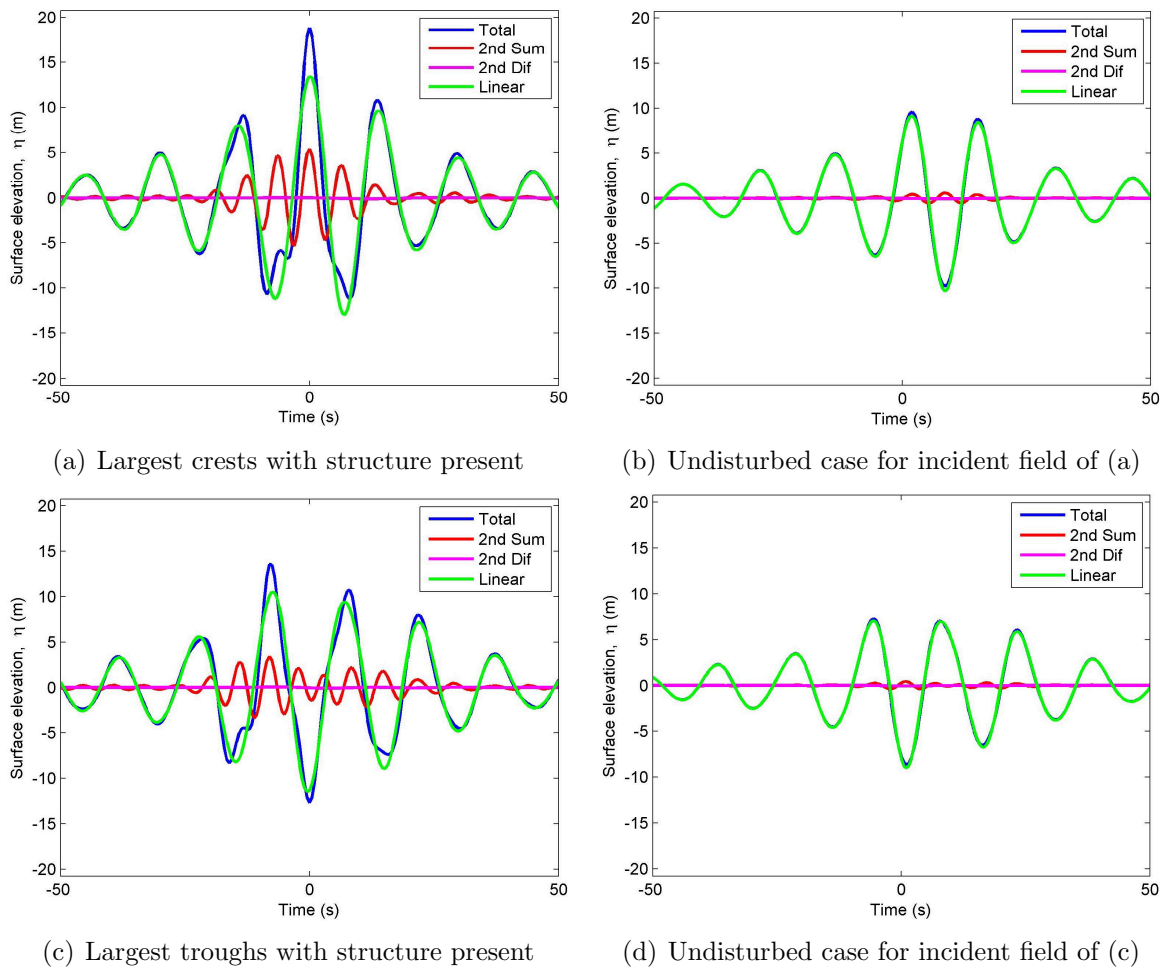 20
15
10
5
0
-5
-10
-15
-20
Surface elevation, η (m)
-50
0
50
Time (s)
Total
2nd Sum
2nd Dif
Linear
(a) Largest crests with structure present
20
15
10
5
0
-5
-10
-15
-20
Surface elevation, η (m)
-50
0
50
Time (s)
Total
2nd Sum
2nd Dif
Linear
(b) Undisturbed case for incident field of (a)
20
15
10
5
0
-5
-10
-15
-20
Surface elevation, η (m)
-50
0
50
Time (s)
Total
2nd Sum
2nd Dif
Linear
(c) Largest troughs with structure present
20
15
10
5
0
-5
-10
-15
-20
Surface elevation, η (m)
-50
0
50
Time (s)
Total
2nd Sum
2nd Dif
Linear
(d) Undisturbed case for incident field of (c)